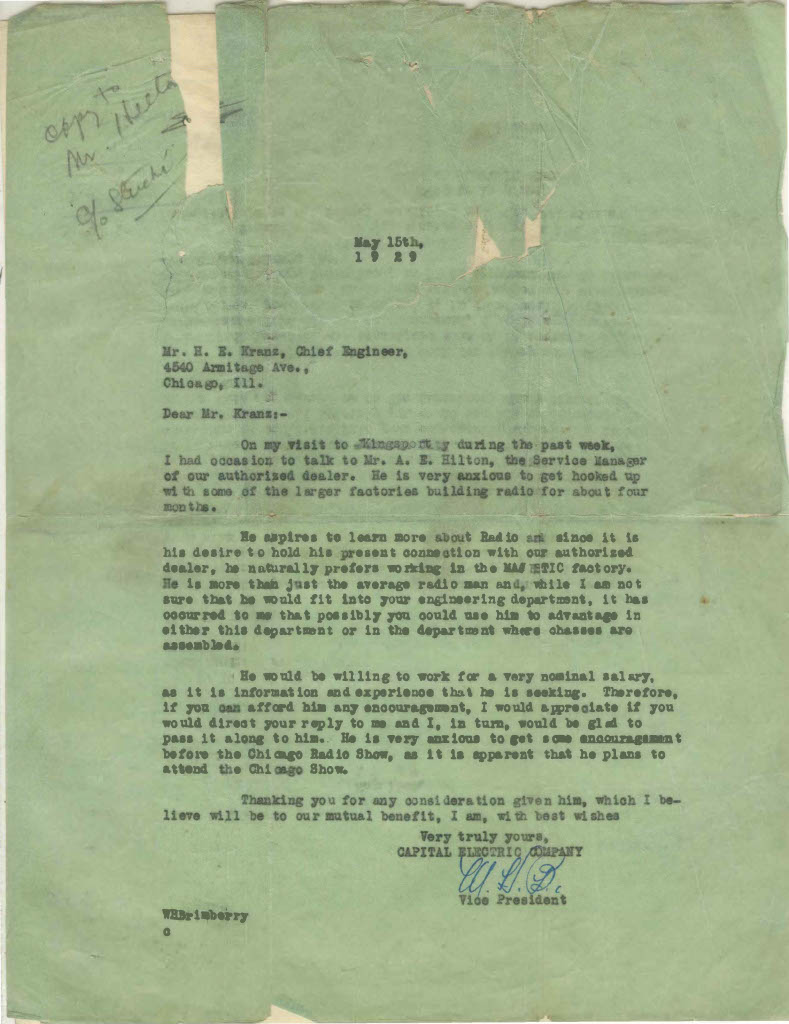 copy to
Mr. Hilton
c/o
May 15th,
1 9 2 9
Mr. H. E. Kranz, Chief Engineer,
4540 Armitage Ave.,
Chicago, Ill.
Dear Mr. Kranz:-
On my visit to Kingsport y during the past week,
I had occasion to talk to Mr. A. E. Hilton, the Service Manager
of our authorized dealer. He is very anxious to get hooked up
with some of the larger factories building radio for about four
months.
He aspires to learn more about Radio and since it is
his desire to hold his present connection with our authorized
dealer, he naturally prefers working in the MAJESTIC factory.
He is more than just the average radio man and, while I am not
sure that he would fit into your engineering department, it has
occurred to me that possibly you could use him to advantage in
either this department or in the department where chasses are
assembled.
He would be willing to work for a very nominal salary,
as it is information and experience that he is seeking. Therefore,
if you can afford him any encouragement, I would appreciate if you
would direct your reply to me and I, in turn, would be glad to
pass it along to him. He is very anxious to get some encouragement
before the Chicago Radio Show, as it is apparent that he plans to
attend the Chicago Show.
Thanking you for any consideration given him, which I be-
lieve will be to our mutual benefit, I am, with best wishes
Very truly yours,
CAPITAL ELECTRIC COMPANY
W. H. B.
Vice President
WHBrimberry
c